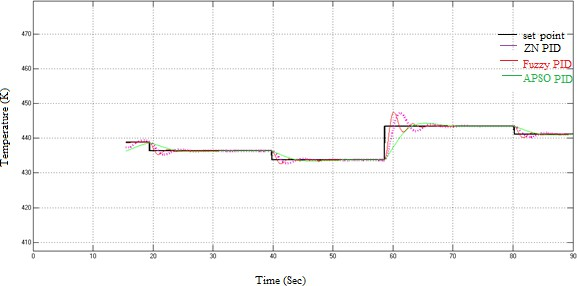 set point
ZN PID
Fuzzy PID
APSO PID
Temperature (K)
470
460
450
440
430
420
410
0 10 20 30 40 50 60 70 80 90
Time (Sec)